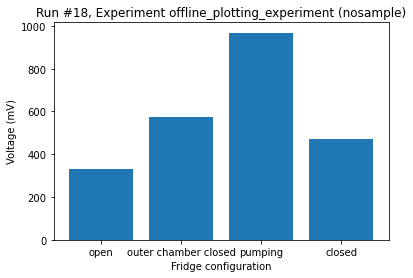 Run #18, Experiment offline_plotting_experiment (nosample)
1000
800
600
400
200
0
Voltage (mV)
open outer chamber closed pumping closed
Fridge configuration